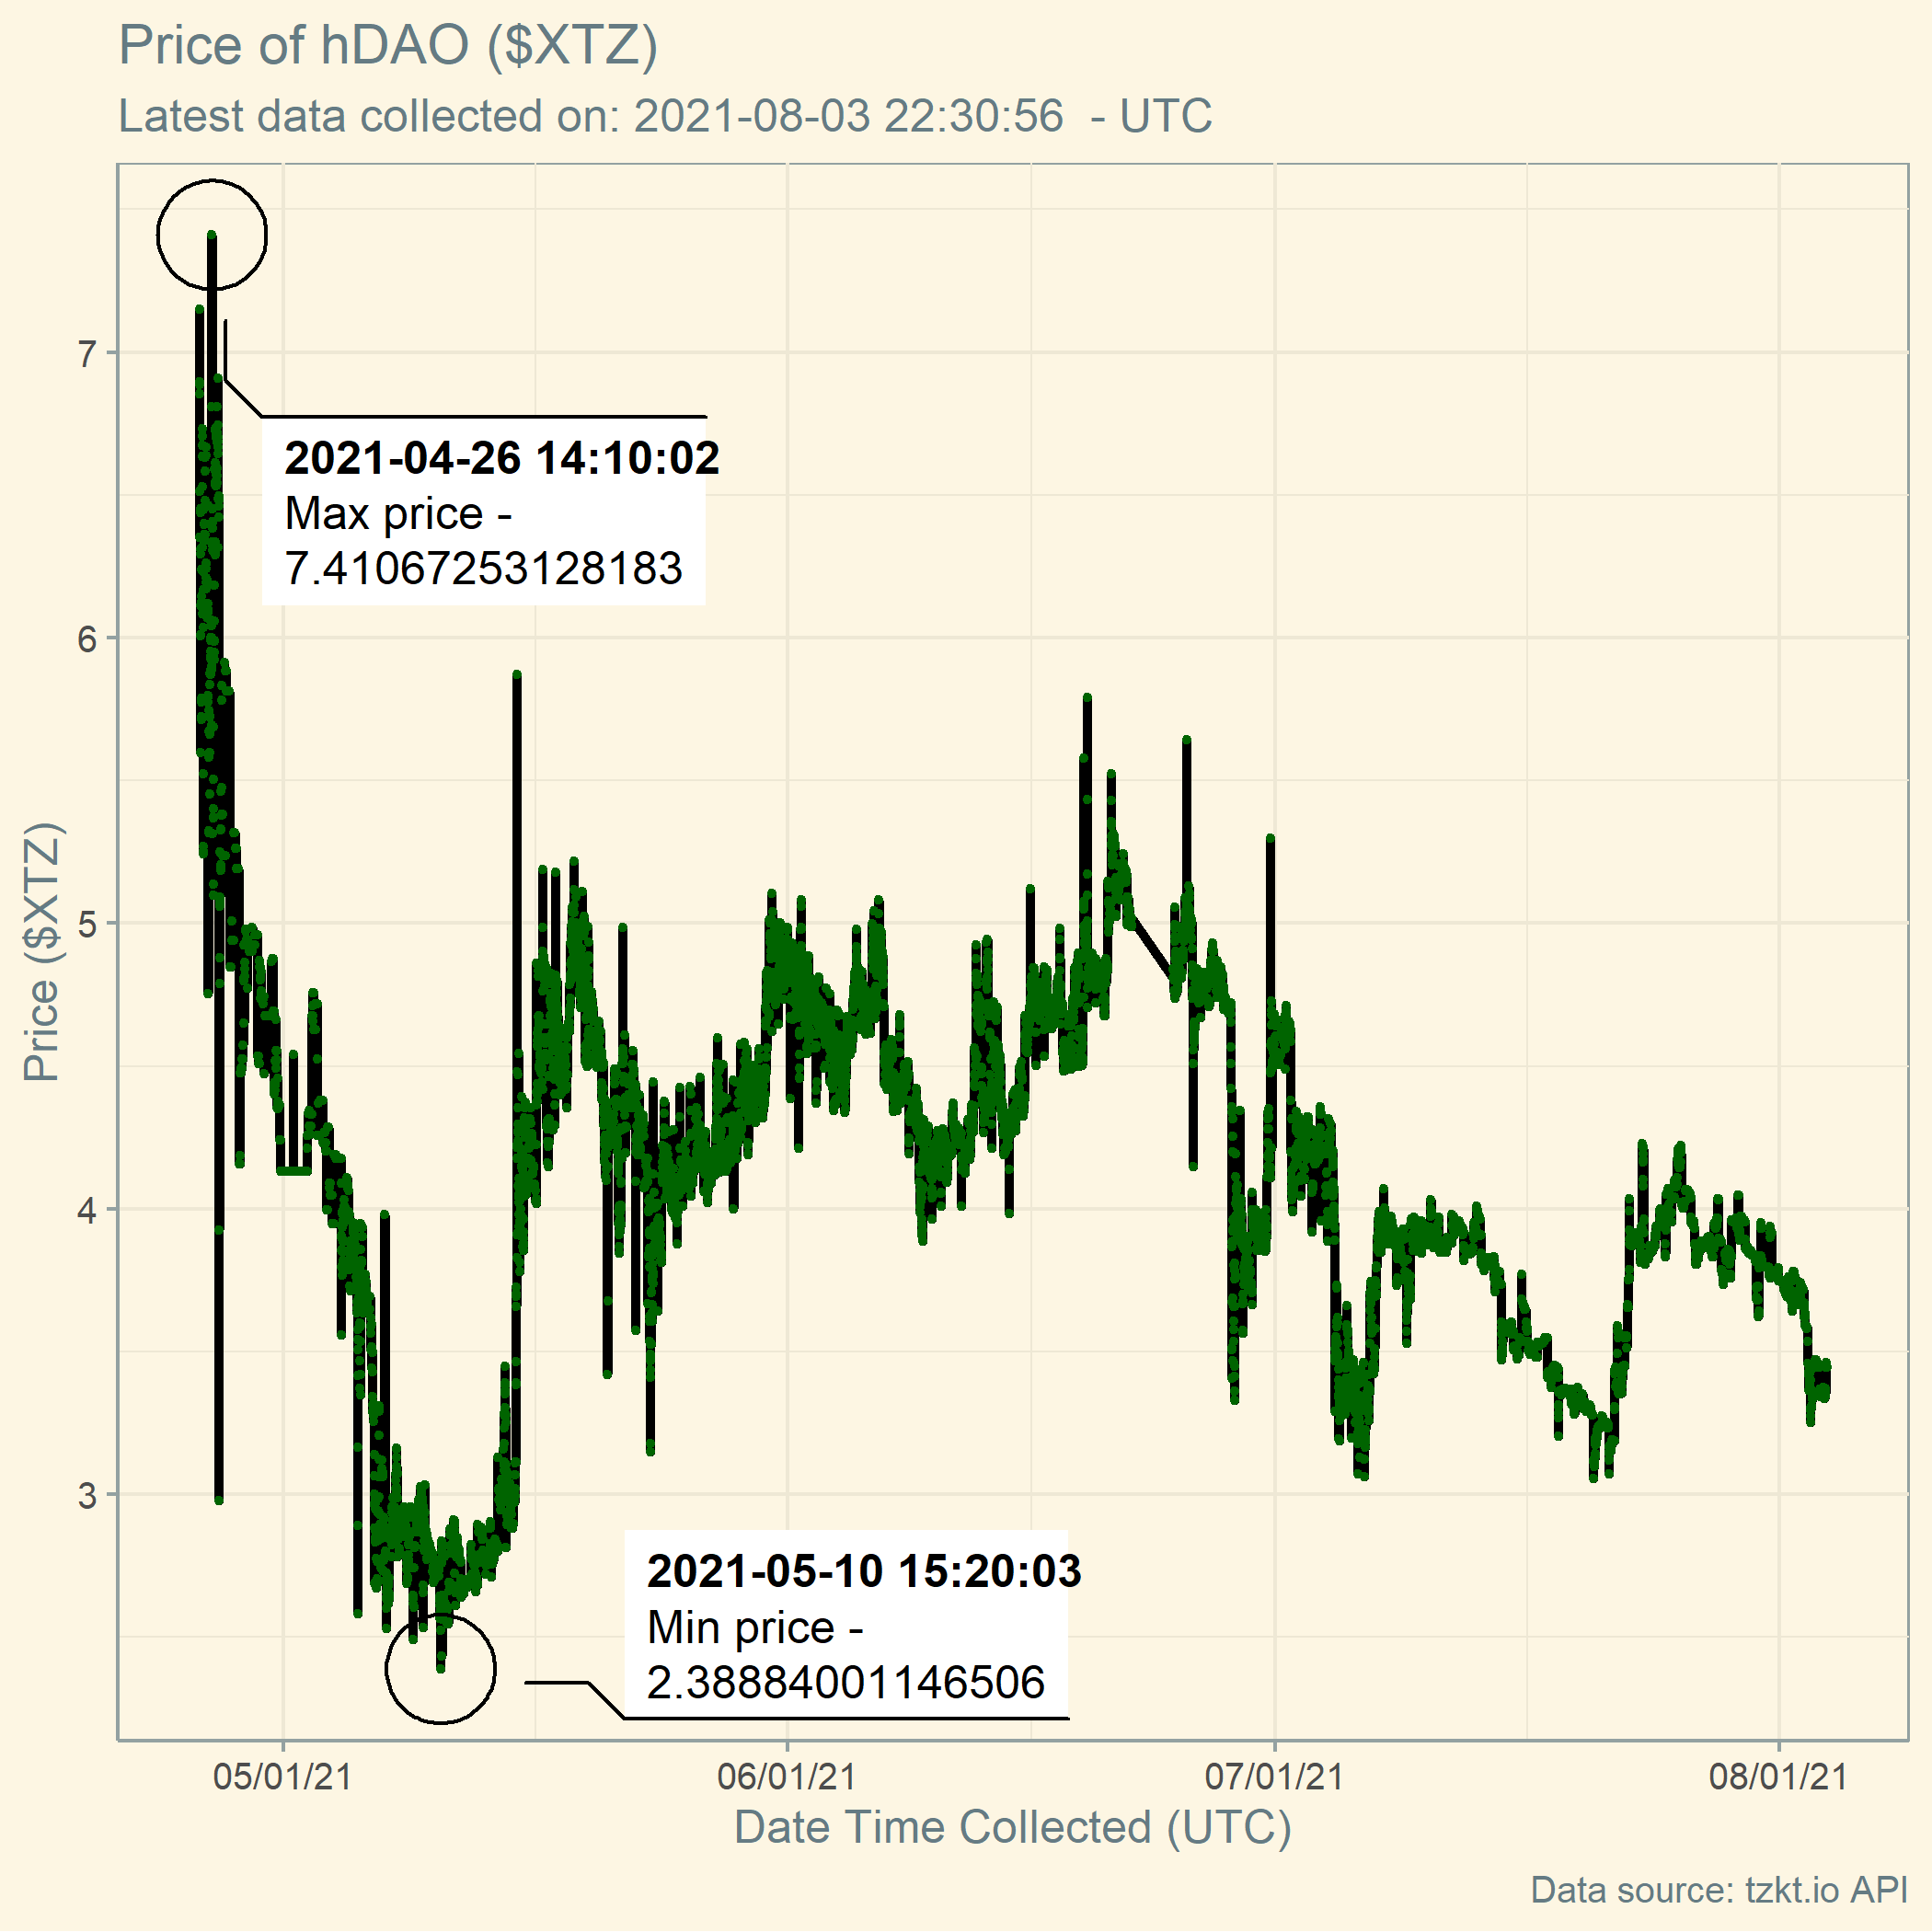 Price of hDAO ($XTZ)
Latest data collected on: 2021-08-03 22:30:56  - UTC
7
6
5
4
3
Price ($XTZ)
2021-04-26 14:10:02
Max price -
7.41067253128183
2021-05-10 15:20:03
Min price -
2.38884001146506
05/01/21
06/01/21
07/01/21
08/01/21
Date Time Collected (UTC)
Data source: tzkt.io API